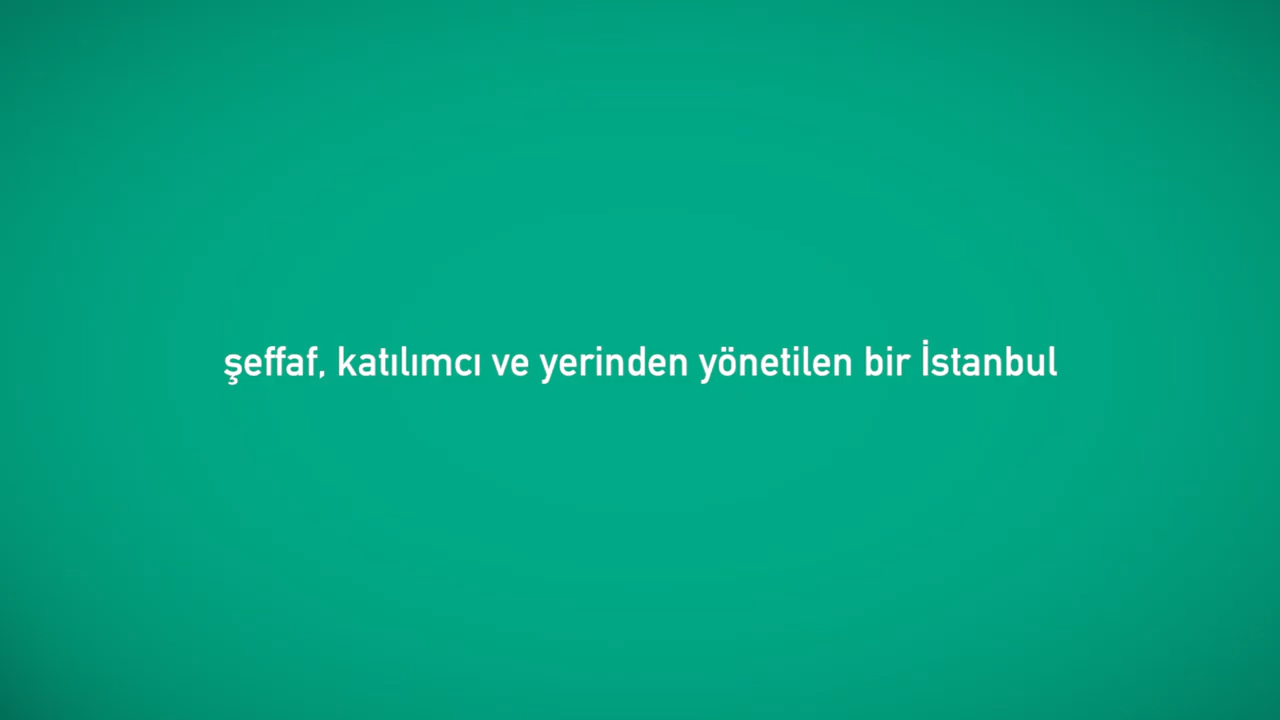 şeffaf, katılımcı ve yerinden yönetilen bir İstanbul